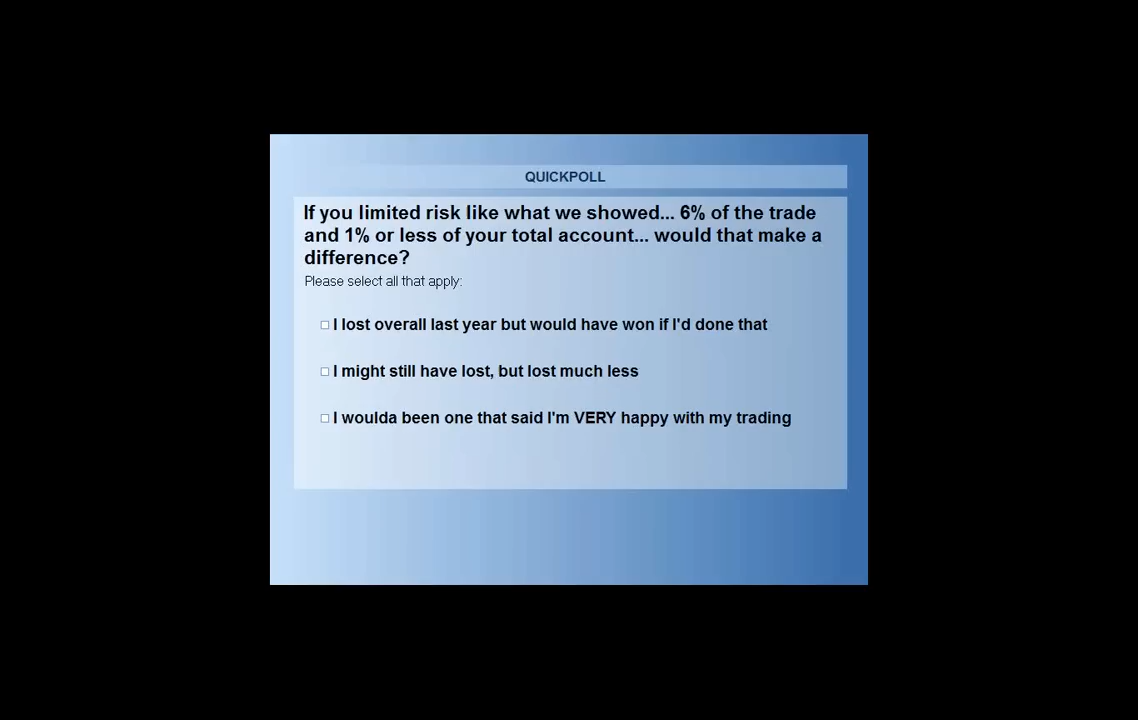 QUICKPOLL
If you limited risk like what we showed... 6% of the trade
and 1% or less of your total account... would that make a
difference?
Please select all that apply:
I lost overall last year but would have won if I'd done that
I might still have lost, but lost much less
I woulda been one that said I'm VERY happy with my trading